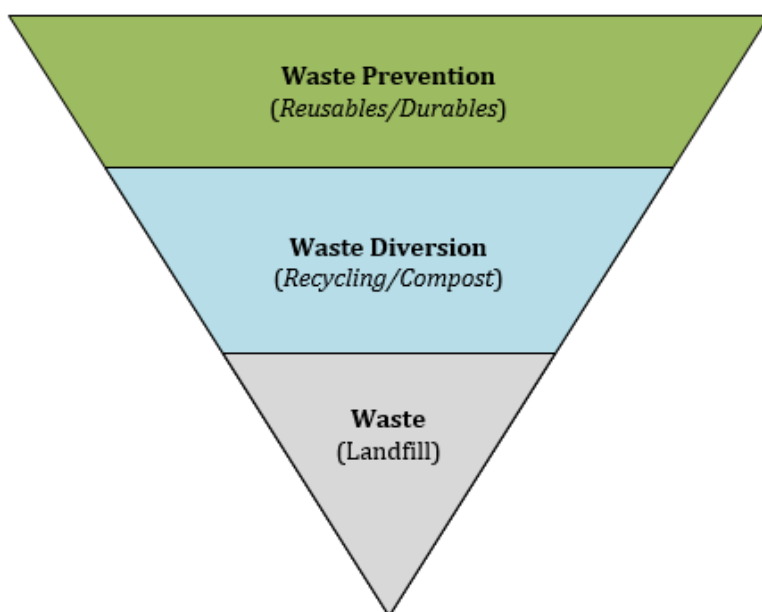 Waste Prevention
(Reusables/Durables)
Waste Diversion
(Recycling/Compost)
Waste
(Landfill)